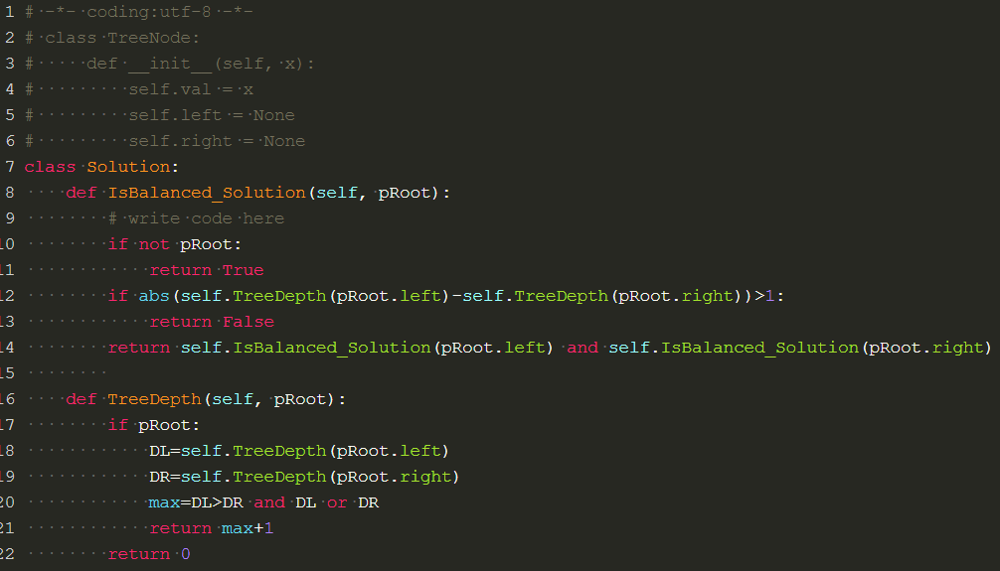 1 # -*- coding:utf-8 -*-
2 # class TreeNode:
3 #     def __init__(self, x):
4 #         self.val = x
5 #         self.left = None
6 #         self.right = None
7 class Solution:
8     def IsBalanced_Solution(self, pRoot):
9         # write code here
10         if not pRoot:
11             return True
12         if abs(self.TreeDepth(pRoot.left)-self.TreeDepth(pRoot.right))>1:
13             return False
14         return self.IsBalanced_Solution(pRoot.left) and self.IsBalanced_Solution(pRoot.right)
15
16     def TreeDepth(self, pRoot):
17         if pRoot:
18             DL=self.TreeDepth(pRoot.left)
19             DR=self.TreeDepth(pRoot.right)
20             max=DL>DR and DL or DR
21             return max+1
22         return 0